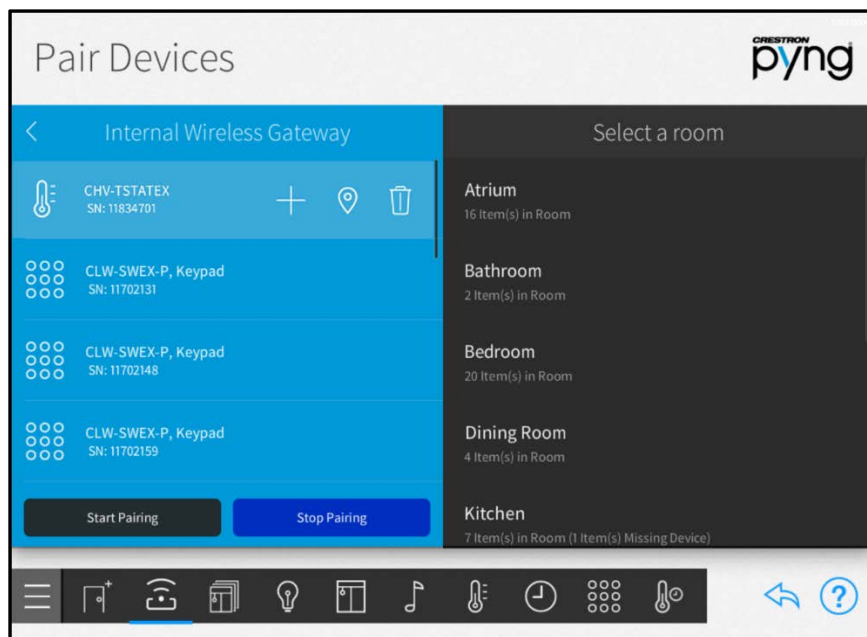 Pair Devices
CRESTRON
pyng
Internal Wireless Gateway
CHV-TSTATEX
SN: 11834701
CLW-SWEX-P, Keypad
SN: 11702131
CLW-SWEX-P, Keypad
SN: 11702148
CLW-SWEX-P, Keypad
SN: 11702159
Start Pairing
Stop Pairing
Select a room
Atrium
16 Item(s) in Room
Bathroom
2 Item(s) in Room
Bedroom
20 Item(s) in Room
Dining Room
4 Item(s) in Room
Kitchen
7 Item(s) in Room (1 Item(s) Missing Device)
?